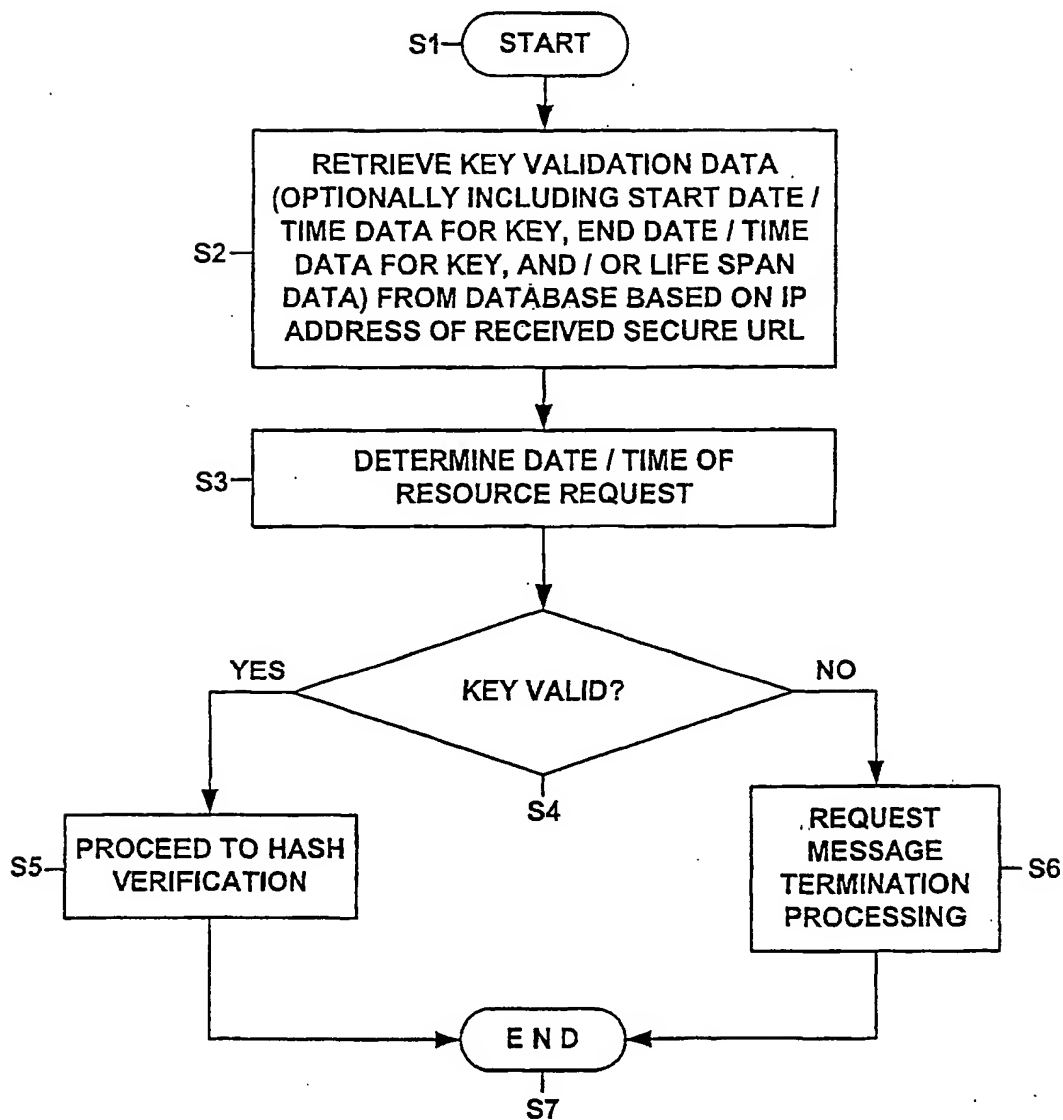 S1
START
RETRIEVE KEY VALIDATION DATA
(OPTIONALLY INCLUDING START DATE /
TIME DATA FOR KEY, END DATE / TIME
DATA FOR KEY, AND / OR LIFE SPAN
DATA) FROM DATABASE BASED ON IP
ADDRESS OF RECEIVED SECURE URL
S2
DETERMINE DATE / TIME OF
RESOURCE REQUEST
S3
YES
KEY VALID?
NO
S4
PROCEED TO HASH
VERIFICATION
S5
REQUEST
MESSAGE
TERMINATION
PROCESSING
S6
E N D
S7